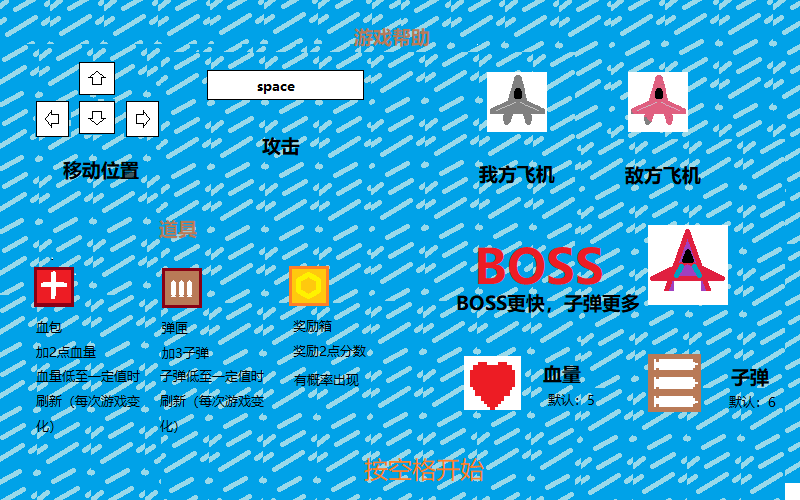 游戏帮助
space
攻击
移动位置
我方飞机
敌方飞机
道具
血包
加2点血量
血量低至一定值时
刷新（每次游戏变
化）
弹匣
加3子弹
子弹低至一定值时
刷新（每次游戏变
化）
奖励箱
奖励2点分数
有概率出现
BOSS
BOSS更快，子弹更多
血量
默认：5
子弹
默认：6
按空格开始